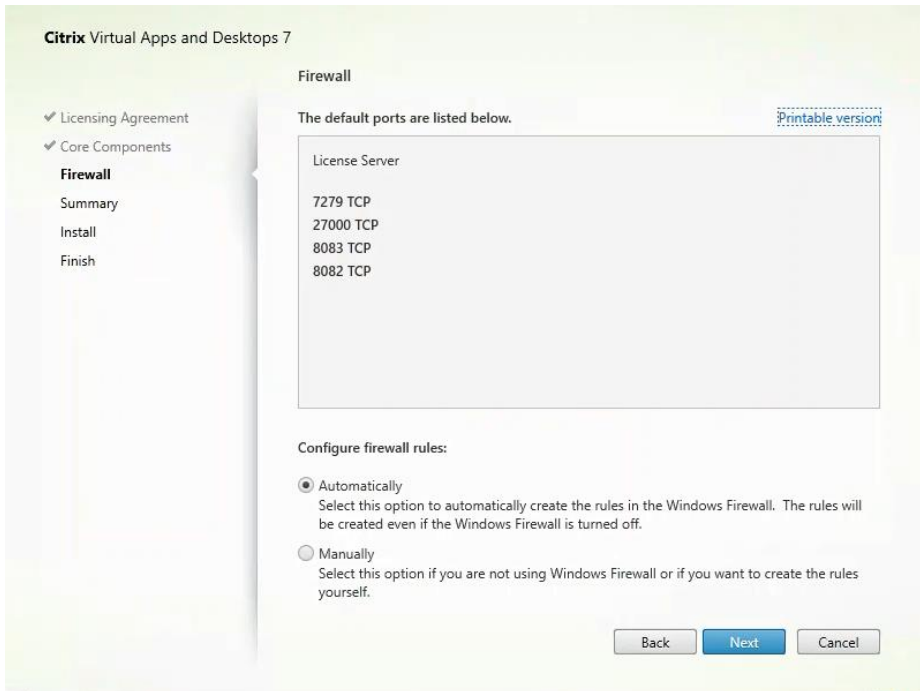 Citrix Virtual Apps and Desktops 7
Licensing Agreement
Core Components
Firewall
Summary
Install
Finish
Firewall
The default ports are listed below.
Printable version
License Server
7279 TCP
27000 TCP
8083 TCP
8082 TCP
Configure firewall rules:
Automatically
Select this option to automatically create the rules in the Windows Firewall. The rules will
be created even if the Windows Firewall is turned off.
Manually
Select this option if you are not using Windows Firewall or if you want to create the rules
yourself.
Back
Next
Cancel